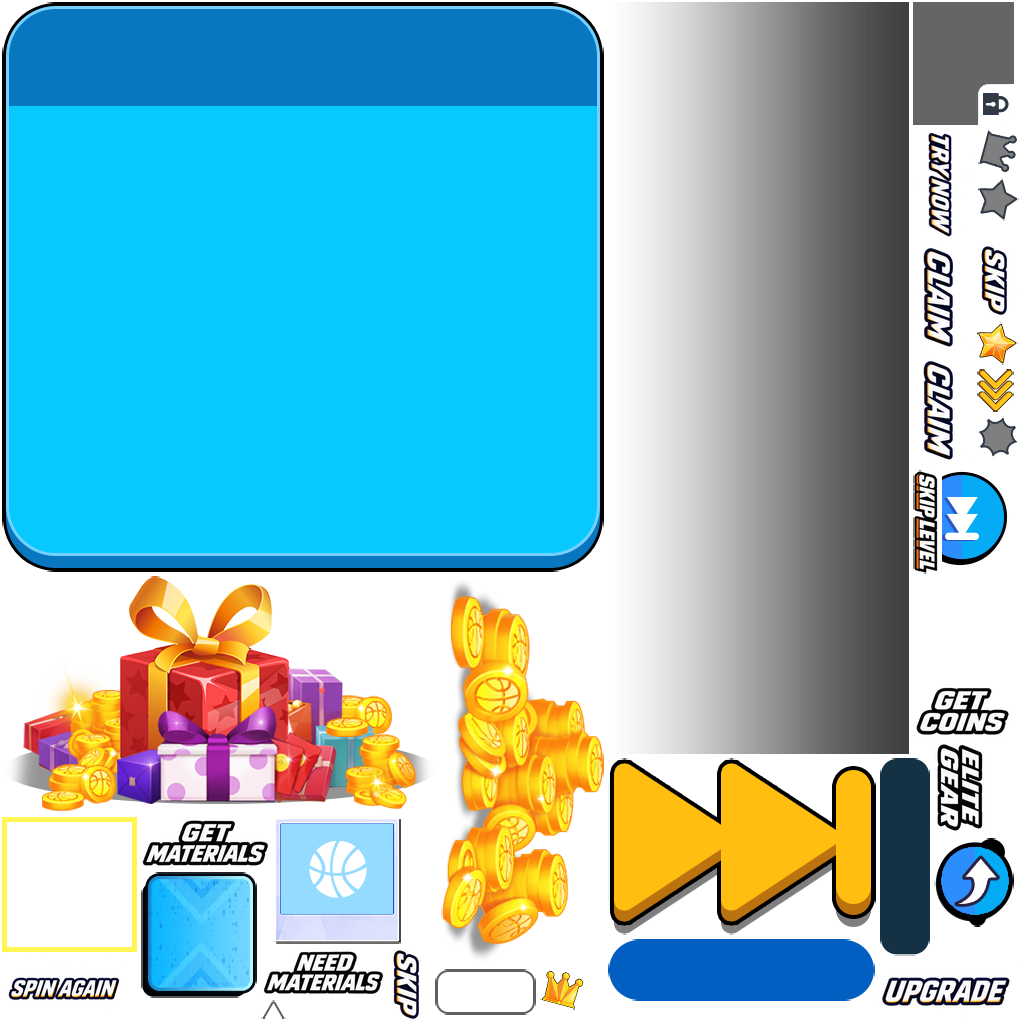 TRY NOW
SKIP
CLAIM
CLAIM
SKIP LEVEL
GET
COINS
ELITE
GEAR
GET
MATERIALS
NEED
MATERIALS
SKIP
SPIN AGAIN
UPGRADE